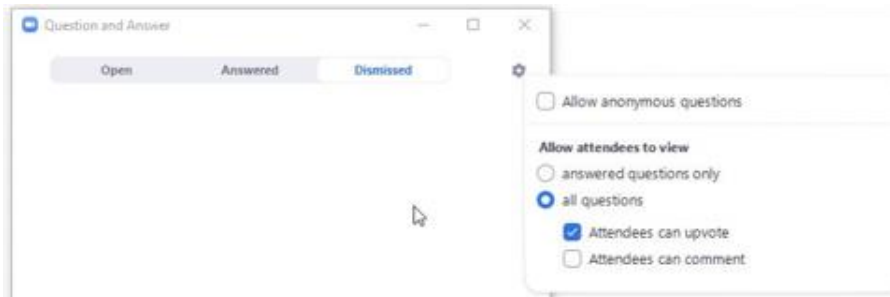 Question and Answer
Open Answered Dismissed
Allow anonymous questions
Allow attendees to view
answered questions only
all questions
Attendees can upvote
Attendees can comment